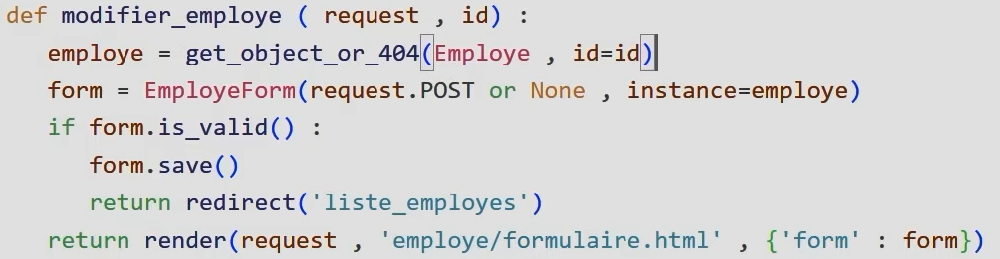 def modifier_employe ( request , id) :
    employe = get_object_or_404(Employe , id=id)
    form = EmployeForm(request.POST or None , instance=employe)
    if form.is_valid() :
        form.save()
        return redirect('liste_employes')
    return render(request , 'employe/formulaire.html' , {'form' : form})